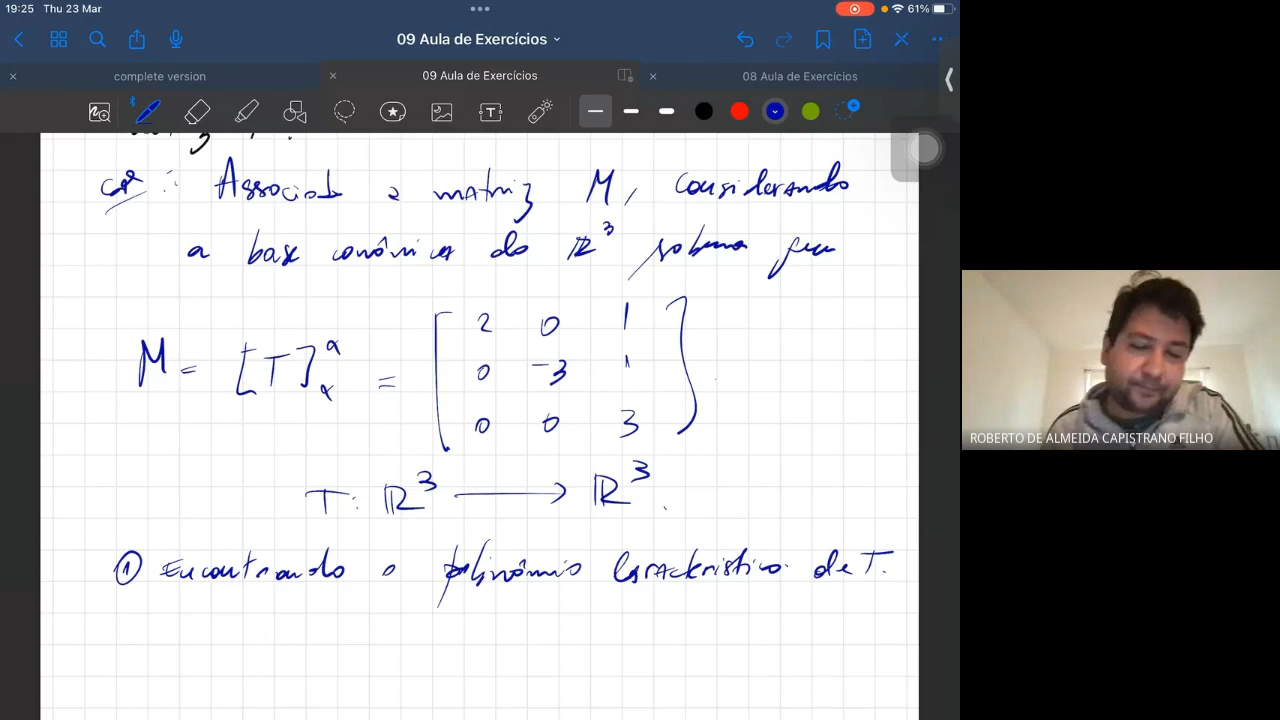 19:25 Thu 23 Mar
61%
09 Aula de Exercícios
complete version
09 Aula de Exercícios
08 Aula de Exercícios
Associado a matriz M, considerando
a base canônica do ℝ³ sabemos que
M = [T]^α_α = [ 2 0 1
0 -3 1
0 0 3 ]
T: ℝ³ → ℝ³.
① Encontrando o polinômio característico de T.
ROBERTO DE ALMEIDA CAPISTRANO FILHO